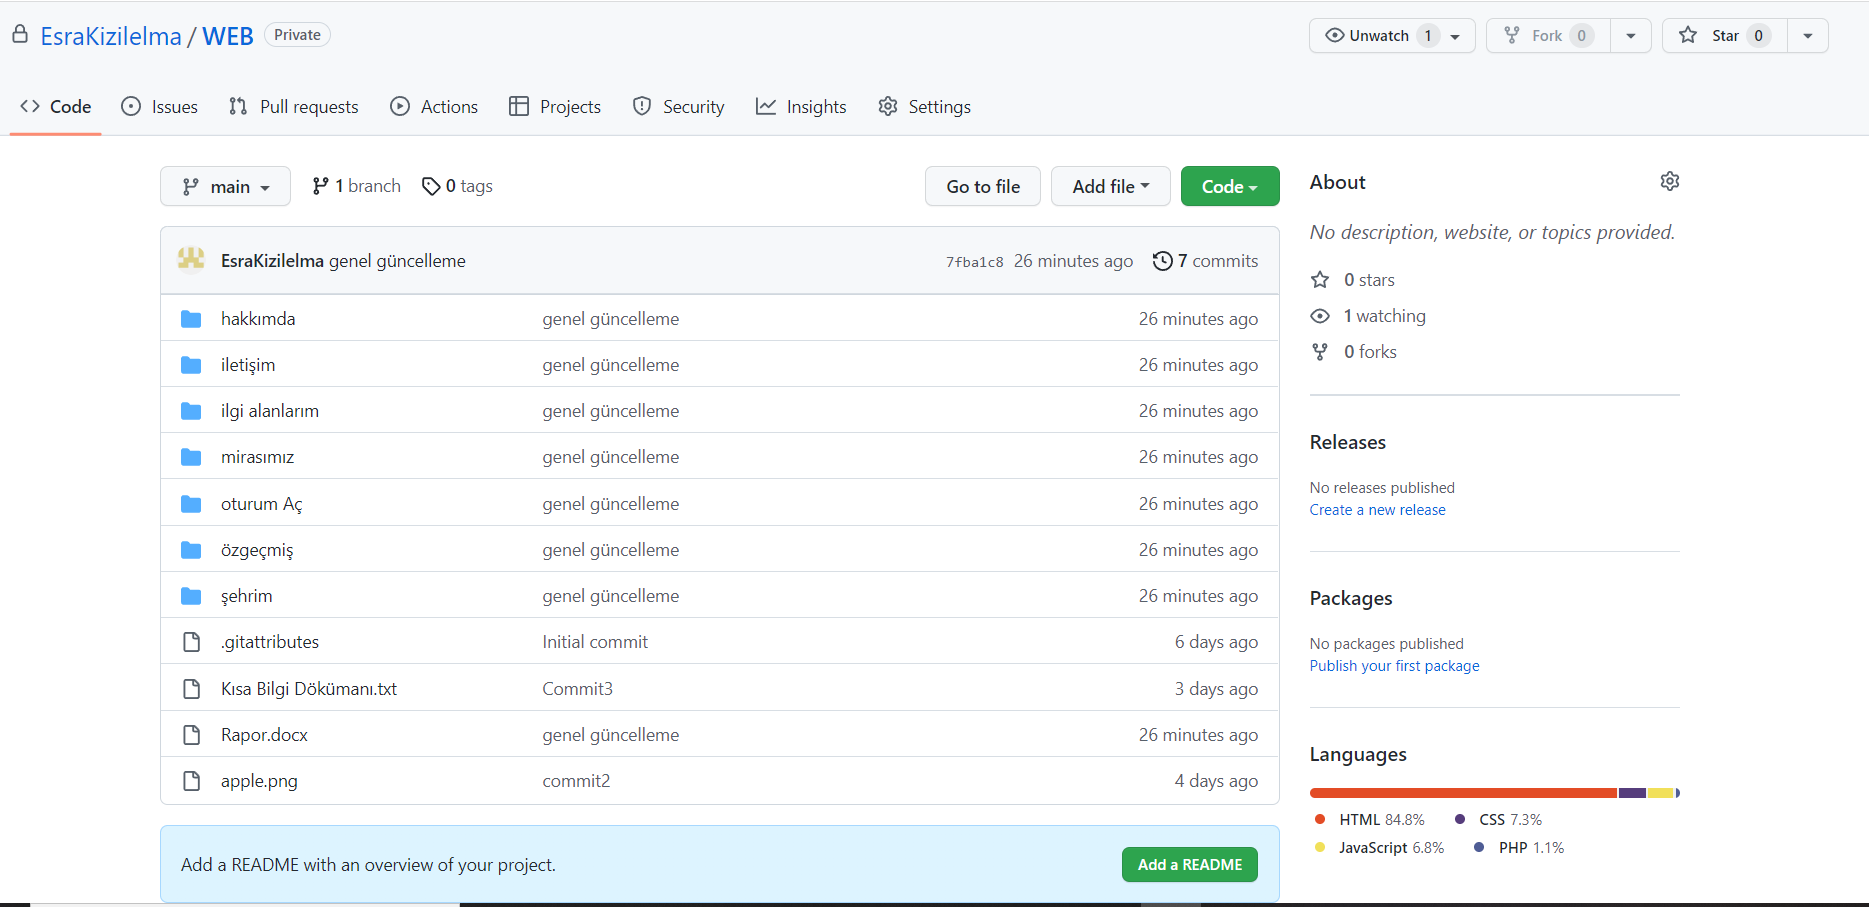 EsraKizilelma / WEB Private
Unwatch 1 Fork 0 Star 0
Code Issues Pull requests Actions Projects Security Insights Settings
main 1 branch 0 tags Go to file Add file Code
EsraKizilelma genel güncelleme 7fba1c8 26 minutes ago 7 commits
hakkımda genel güncelleme 26 minutes ago
iletişim genel güncelleme 26 minutes ago
ilgi alanlarım genel güncelleme 26 minutes ago
mirasımız genel güncelleme 26 minutes ago
oturum Aç genel güncelleme 26 minutes ago
özgeçmiş genel güncelleme 26 minutes ago
şehrim genel güncelleme 26 minutes ago
.gitattributes Initial commit 6 days ago
Kısa Bilgi Dökümanı.txt Commit3 3 days ago
Rapor.docx genel güncelleme 26 minutes ago
apple.png commit2 4 days ago
Add a README with an overview of your project. Add a README
About
No description, website, or topics provided.
0 stars
1 watching
0 forks
Releases
No releases published
Create a new release
Packages
No packages published
Publish your first package
Languages
HTML 84.8% CSS 7.3%
JavaScript 6.8% PHP 1.1%